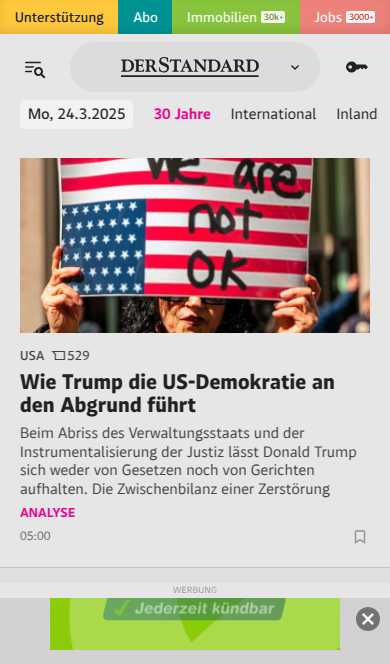 Unterstützung
Abo
Immobilien 30k+
Jobs 3000+
DERSTANDARD
Mo, 24.3.2025
30 Jahre
International
Inland
We are
not
OK
USA 529
Wie Trump die US-Demokratie an
den Abgrund führt
Beim Abriss des Verwaltungsstaats und der
Instrumentalisierung der Justiz lässt Donald Trump
sich weder von Gesetzen noch von Gerichten
aufhalten. Die Zwischenbilanz einer Zerstörung
ANALYSE
05:00
WERBUNG
Jederzeit kündbar